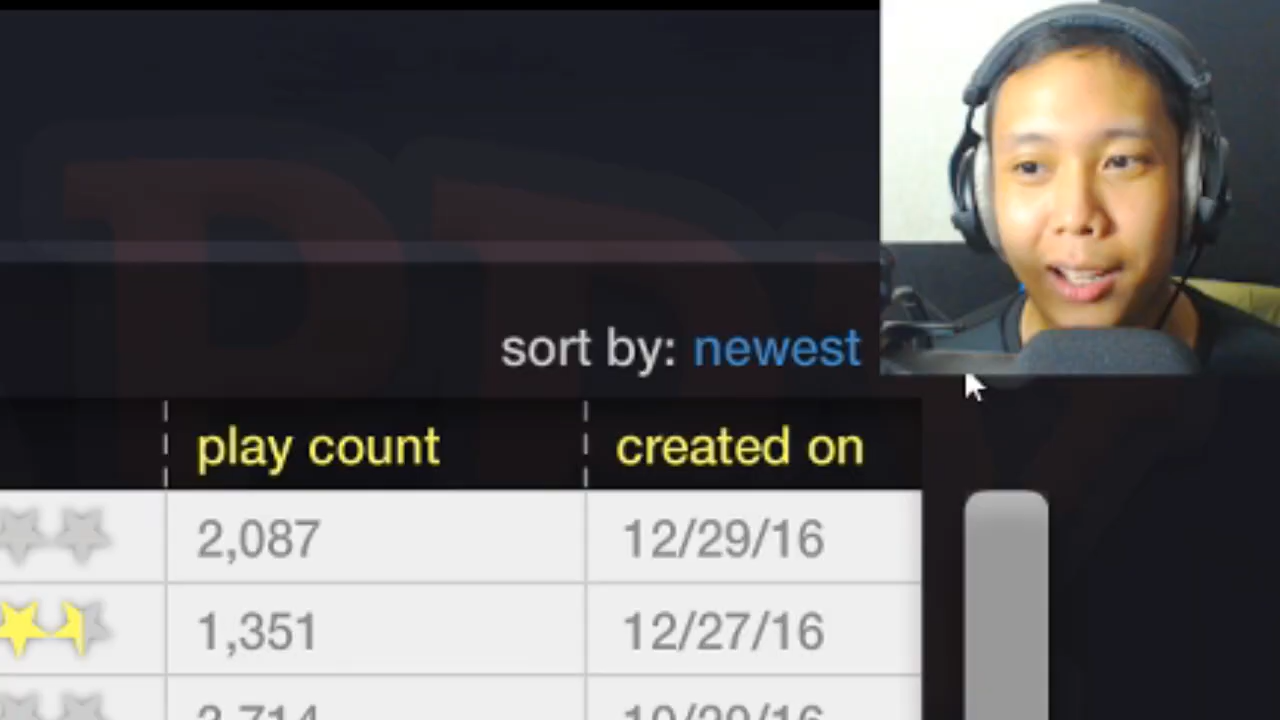 sort by: newest
play count created on
2,087 12/29/16
1,351 12/27/16